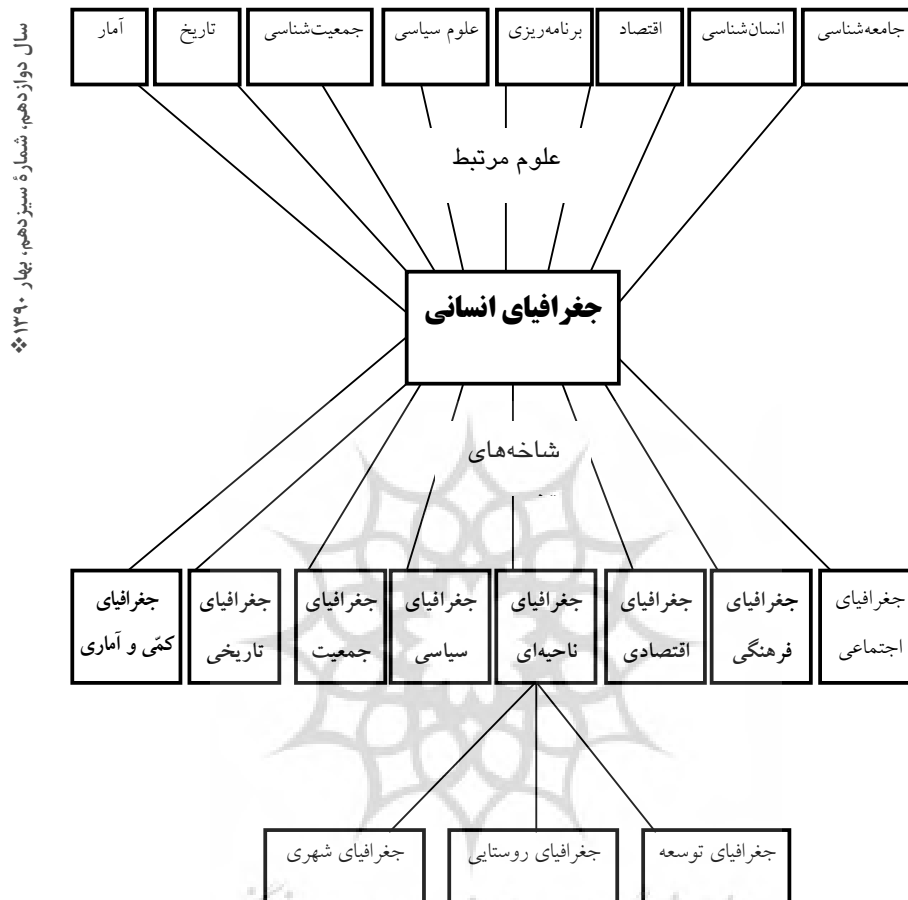 سال دوازدهم، شمارهٔ سیزدهم، بهار ۱۳۹۰❖
جامعه‌شناسی
انسان‌شناسی
اقتصاد
برنامه‌ریزی
علوم سیاسی
جمعیت‌شناسی
تاریخ
آمار
علوم مرتبط
جغرافیای انسانی
شاخه‌های
جغرافیای
اجتماعی
جغرافیای
فرهنگی
جغرافیای
اقتصادی
جغرافیای
ناحیه‌ای
جغرافیای
سیاسی
جغرافیای
جمعیت
جغرافیای
تاریخی
جغرافیای
کمّی و آماری
جغرافیای توسعه
جغرافیای روستایی
جغرافیای شهری